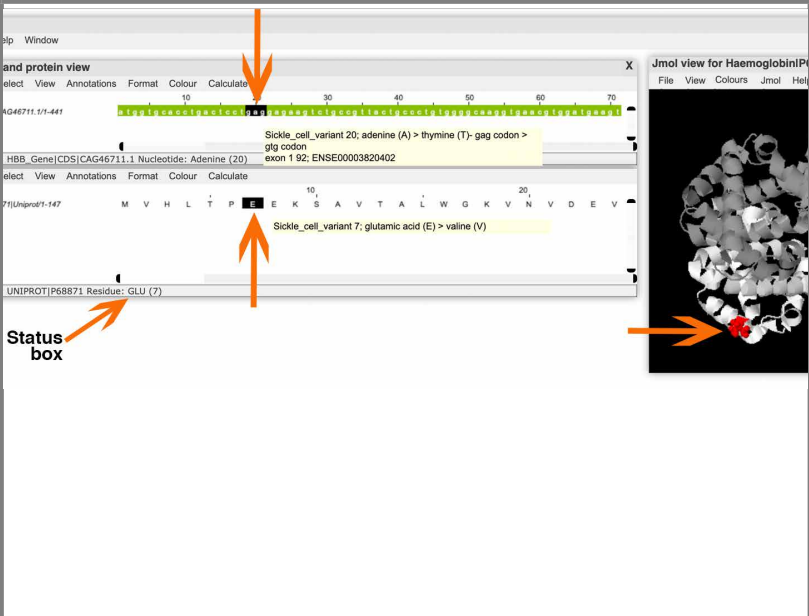 elp Window
and protein view X
elect View Annotations Format Colour Calculate
10 20 30 40 50 60 70
AG46711.1/1-441 atggtgcacctgactcctgaggagaagtctgccgttactgccctgtggggcaaggtgaacgtggatgaagt
Sickle_cell_variant 20; adenine (A) > thymine (T)- gag codon >
gtg codon
exon 1 92; ENSE00003820402
HBB_Gene|CDS|CAG46711.1 Nucleotide: Adenine (20)
elect View Annotations Format Colour Calculate
10 20
71|Uniprot/1-147 M V H L T P E E K S A V T A L W G K V N V D E V
Sickle_cell_variant 7; glutamic acid (E) > valine (V)
UNIPROT|P68871 Residue: GLU (7)
Status
box
Jmol view for Haemoglobin|P6
File View Colours Jmol Help